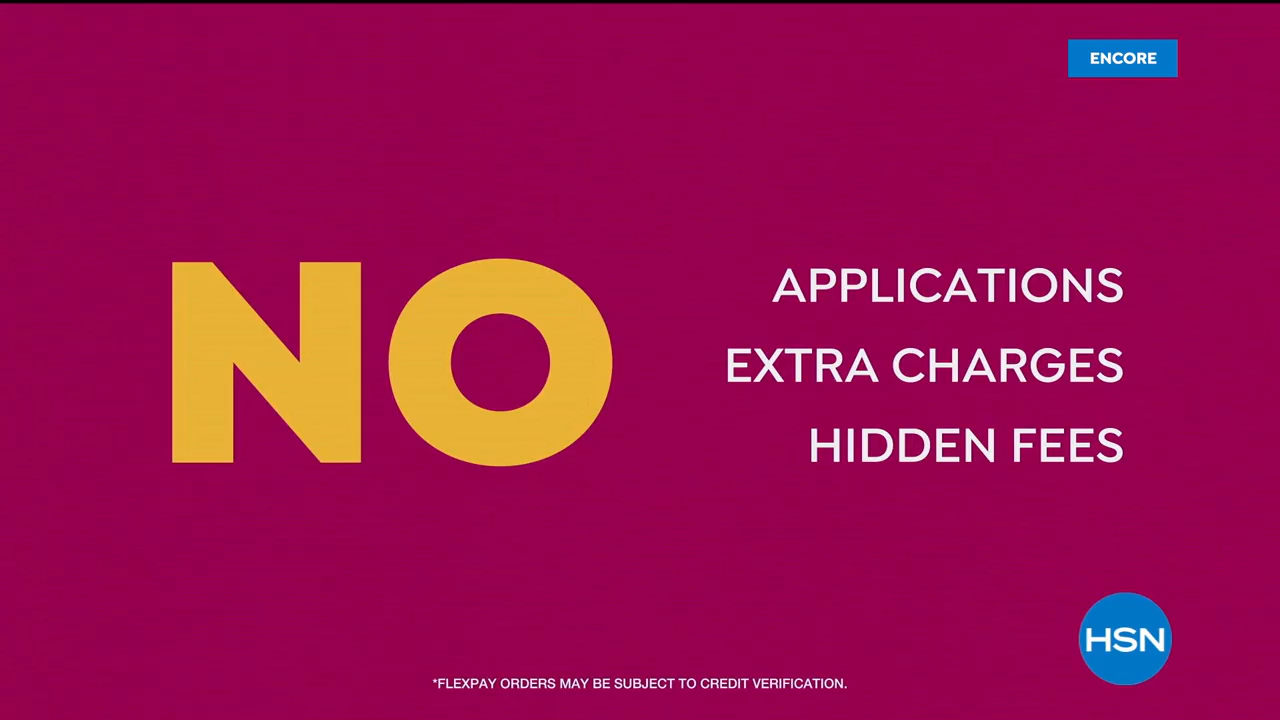 ENCORE
NO
APPLICATIONS
EXTRA CHARGES
HIDDEN FEES
HSN
*FLEXPAY ORDERS MAY BE SUBJECT TO CREDIT VERIFICATION.